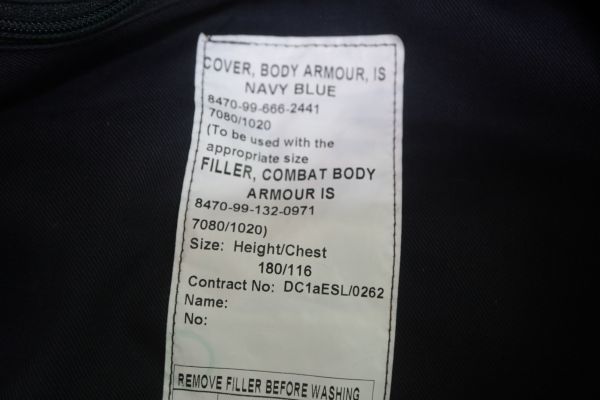 COVER, BODY ARMOUR, IS
NAVY BLUE
8470-99-666-2441
7080/1020
(To be used with the
appropriate size
FILLER, COMBAT BODY
ARMOUR IS
8470-99-132-0971
7080/1020)
Size: Height/Chest
180/116
Contract No: DC1aESL/0262
Name:
No:
REMOVE FILLER BEFORE WASHING